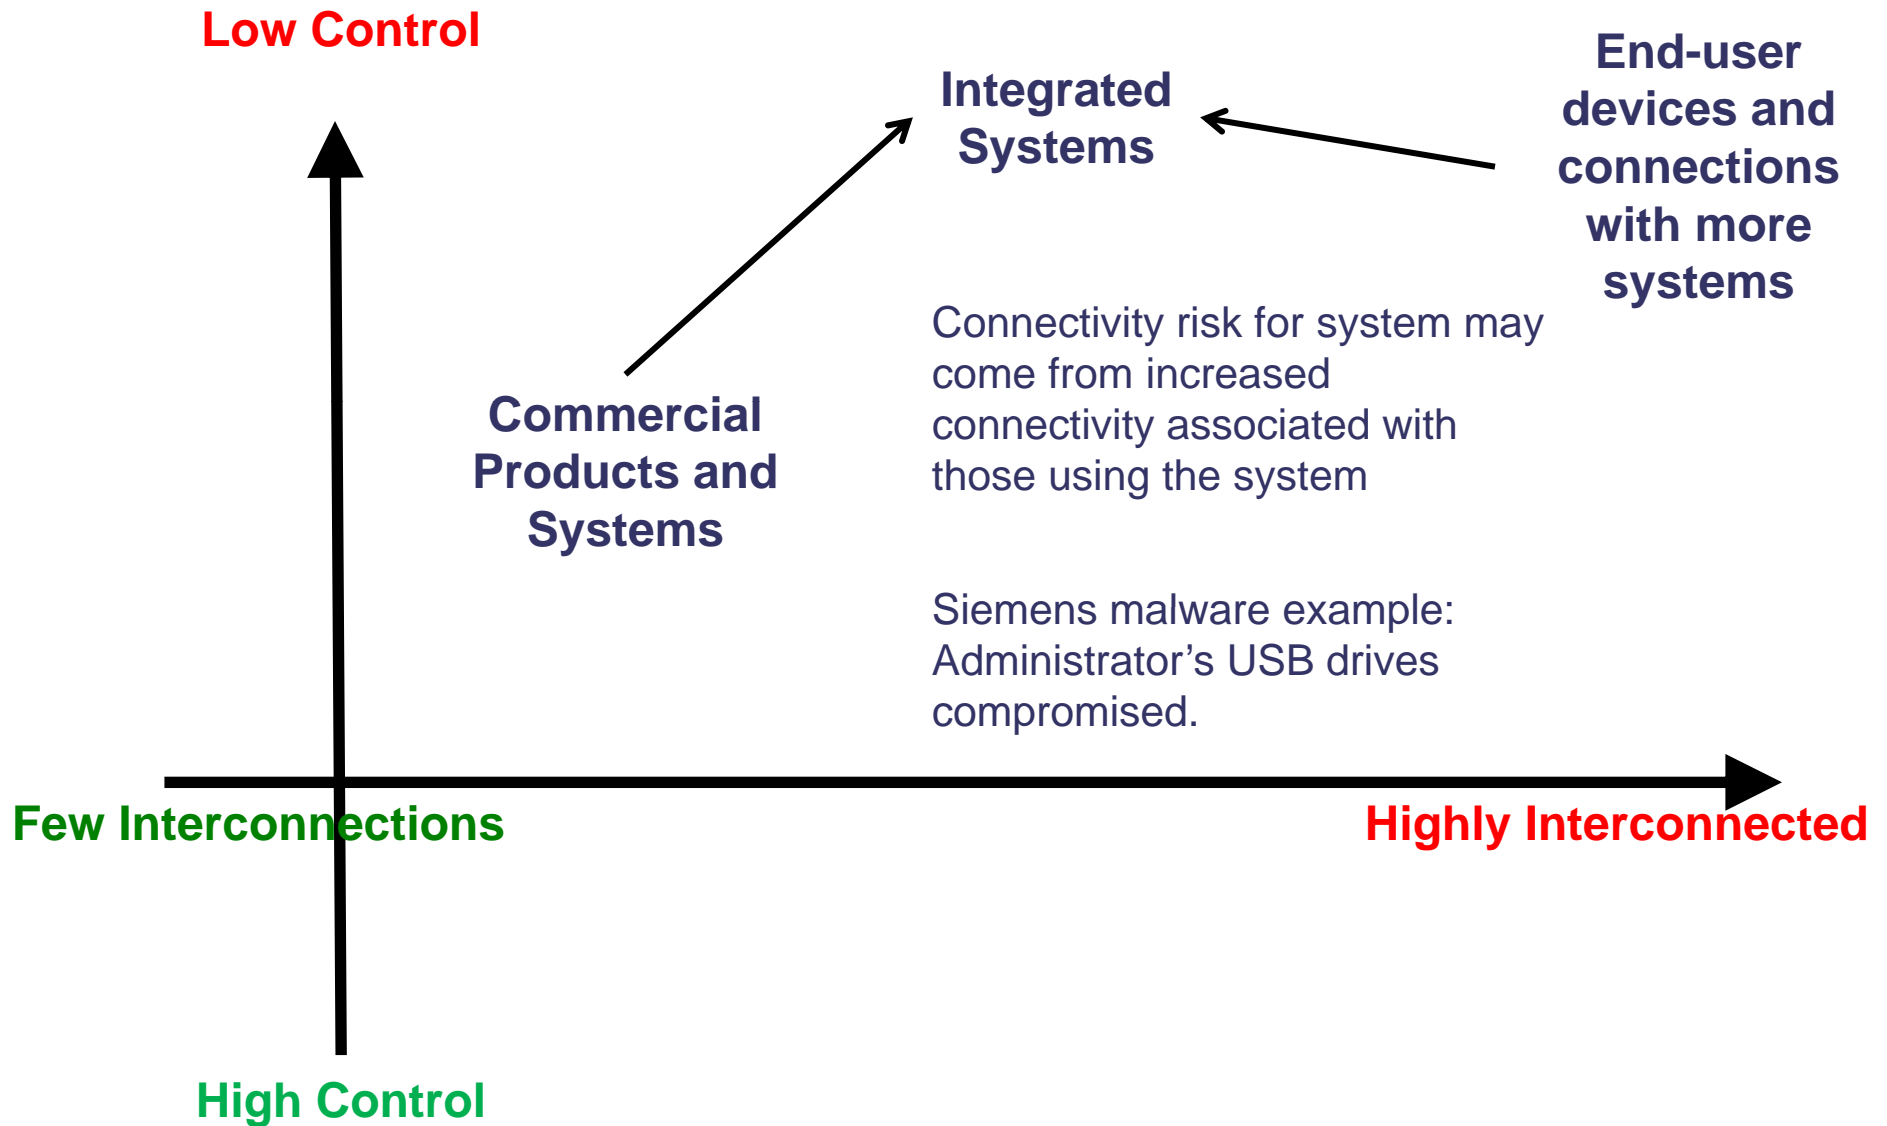 Low Control
Integrated
Systems
End-user
devices and
connections
with more
systems
Connectivity risk for system may
come from increased
connectivity associated with
those using the system
Commercial
Products and
Systems
Siemens malware example:
Administrator’s USB drives
compromised.
Few Interconnections
Highly Interconnected
High Control